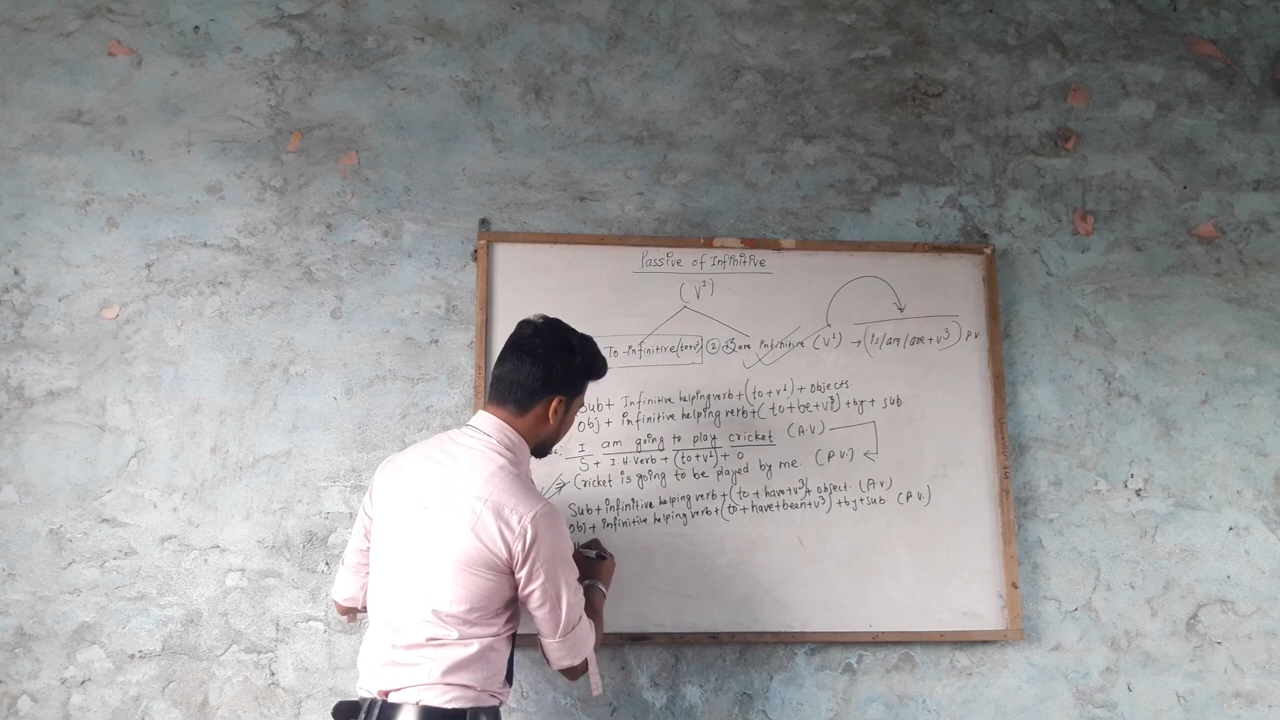 Passive of Infinitive
(V¹)
To-infinitive(to+v¹) ② Bare Infinitive (V¹) → (is/am/are+v³) P.V.
Sub+ Infinitive helping verb+(to+v¹)+objects.
Obj + infinitive helping verb+(to+be+v³)+by+ sub.
I am going to play cricket (A.V)
S + I.H.Verb + (to+v¹) + O
⇒ Cricket is going to be played by me. (P.V.)
Sub+infinitive helping verb+(to+have+v³)+object. (A.V.)
Obj+ infinitive helping verb+(to+have+been+v³)+by+sub (P.V.)